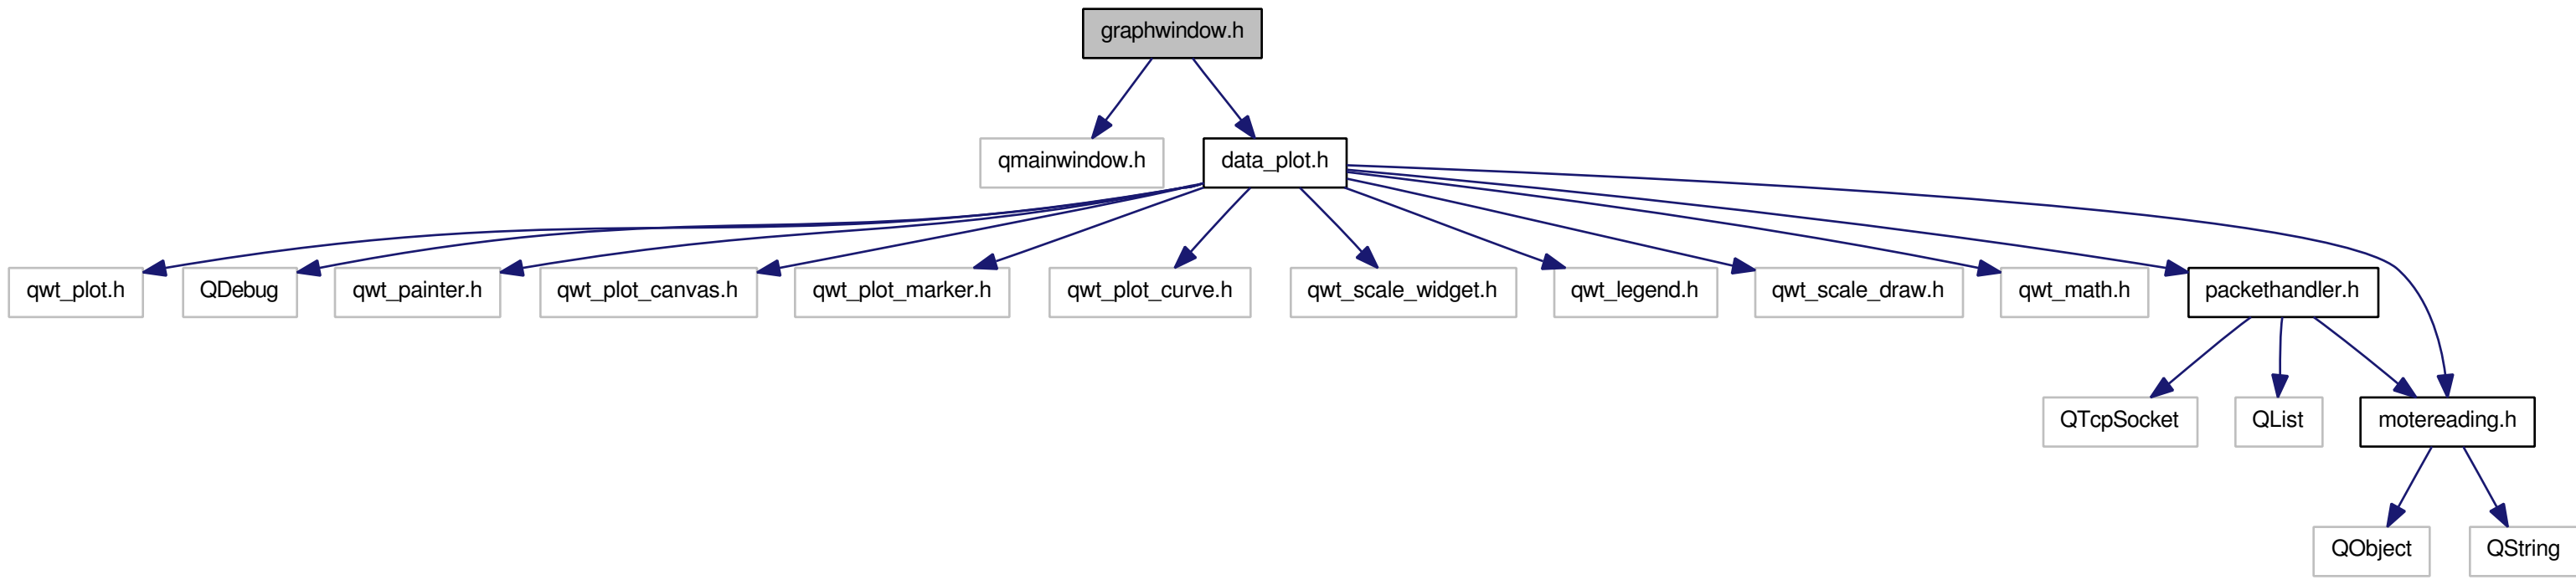 graphwindow.h
qmainwindow.h
data_plot.h
qwt_plot.h
QDebug
qwt_painter.h
qwt_plot_canvas.h
qwt_plot_marker.h
qwt_plot_curve.h
qwt_scale_widget.h
qwt_legend.h
qwt_scale_draw.h
qwt_math.h
packethandler.h
QTcpSocket
QList
motereading.h
QObject
QString